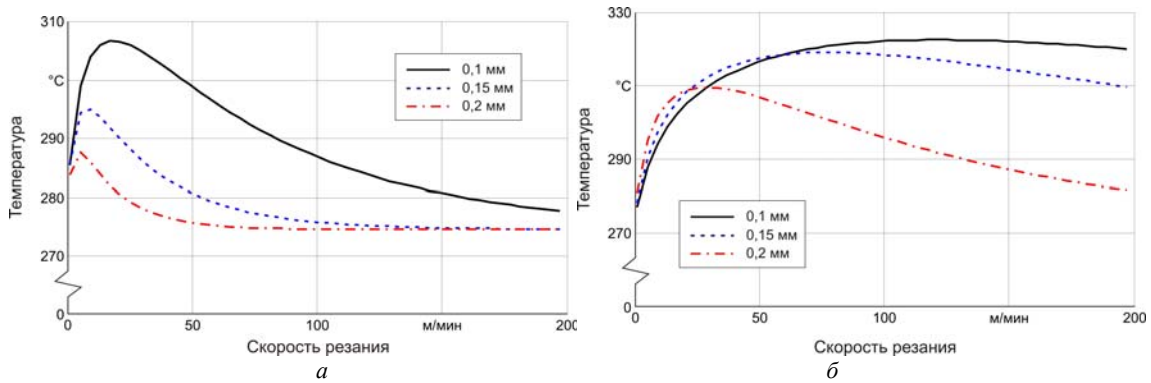 310
°C
290
280
270
0
Температура
0,1 мм
0,15 мм
0,2 мм
0
50
100
м/мин
200
Скорость резания
а
330
°C
290
270
0
Температура
0,1 мм
0,15 мм
0,2 мм
0
50
100
м/мин
200
Скорость резания
б